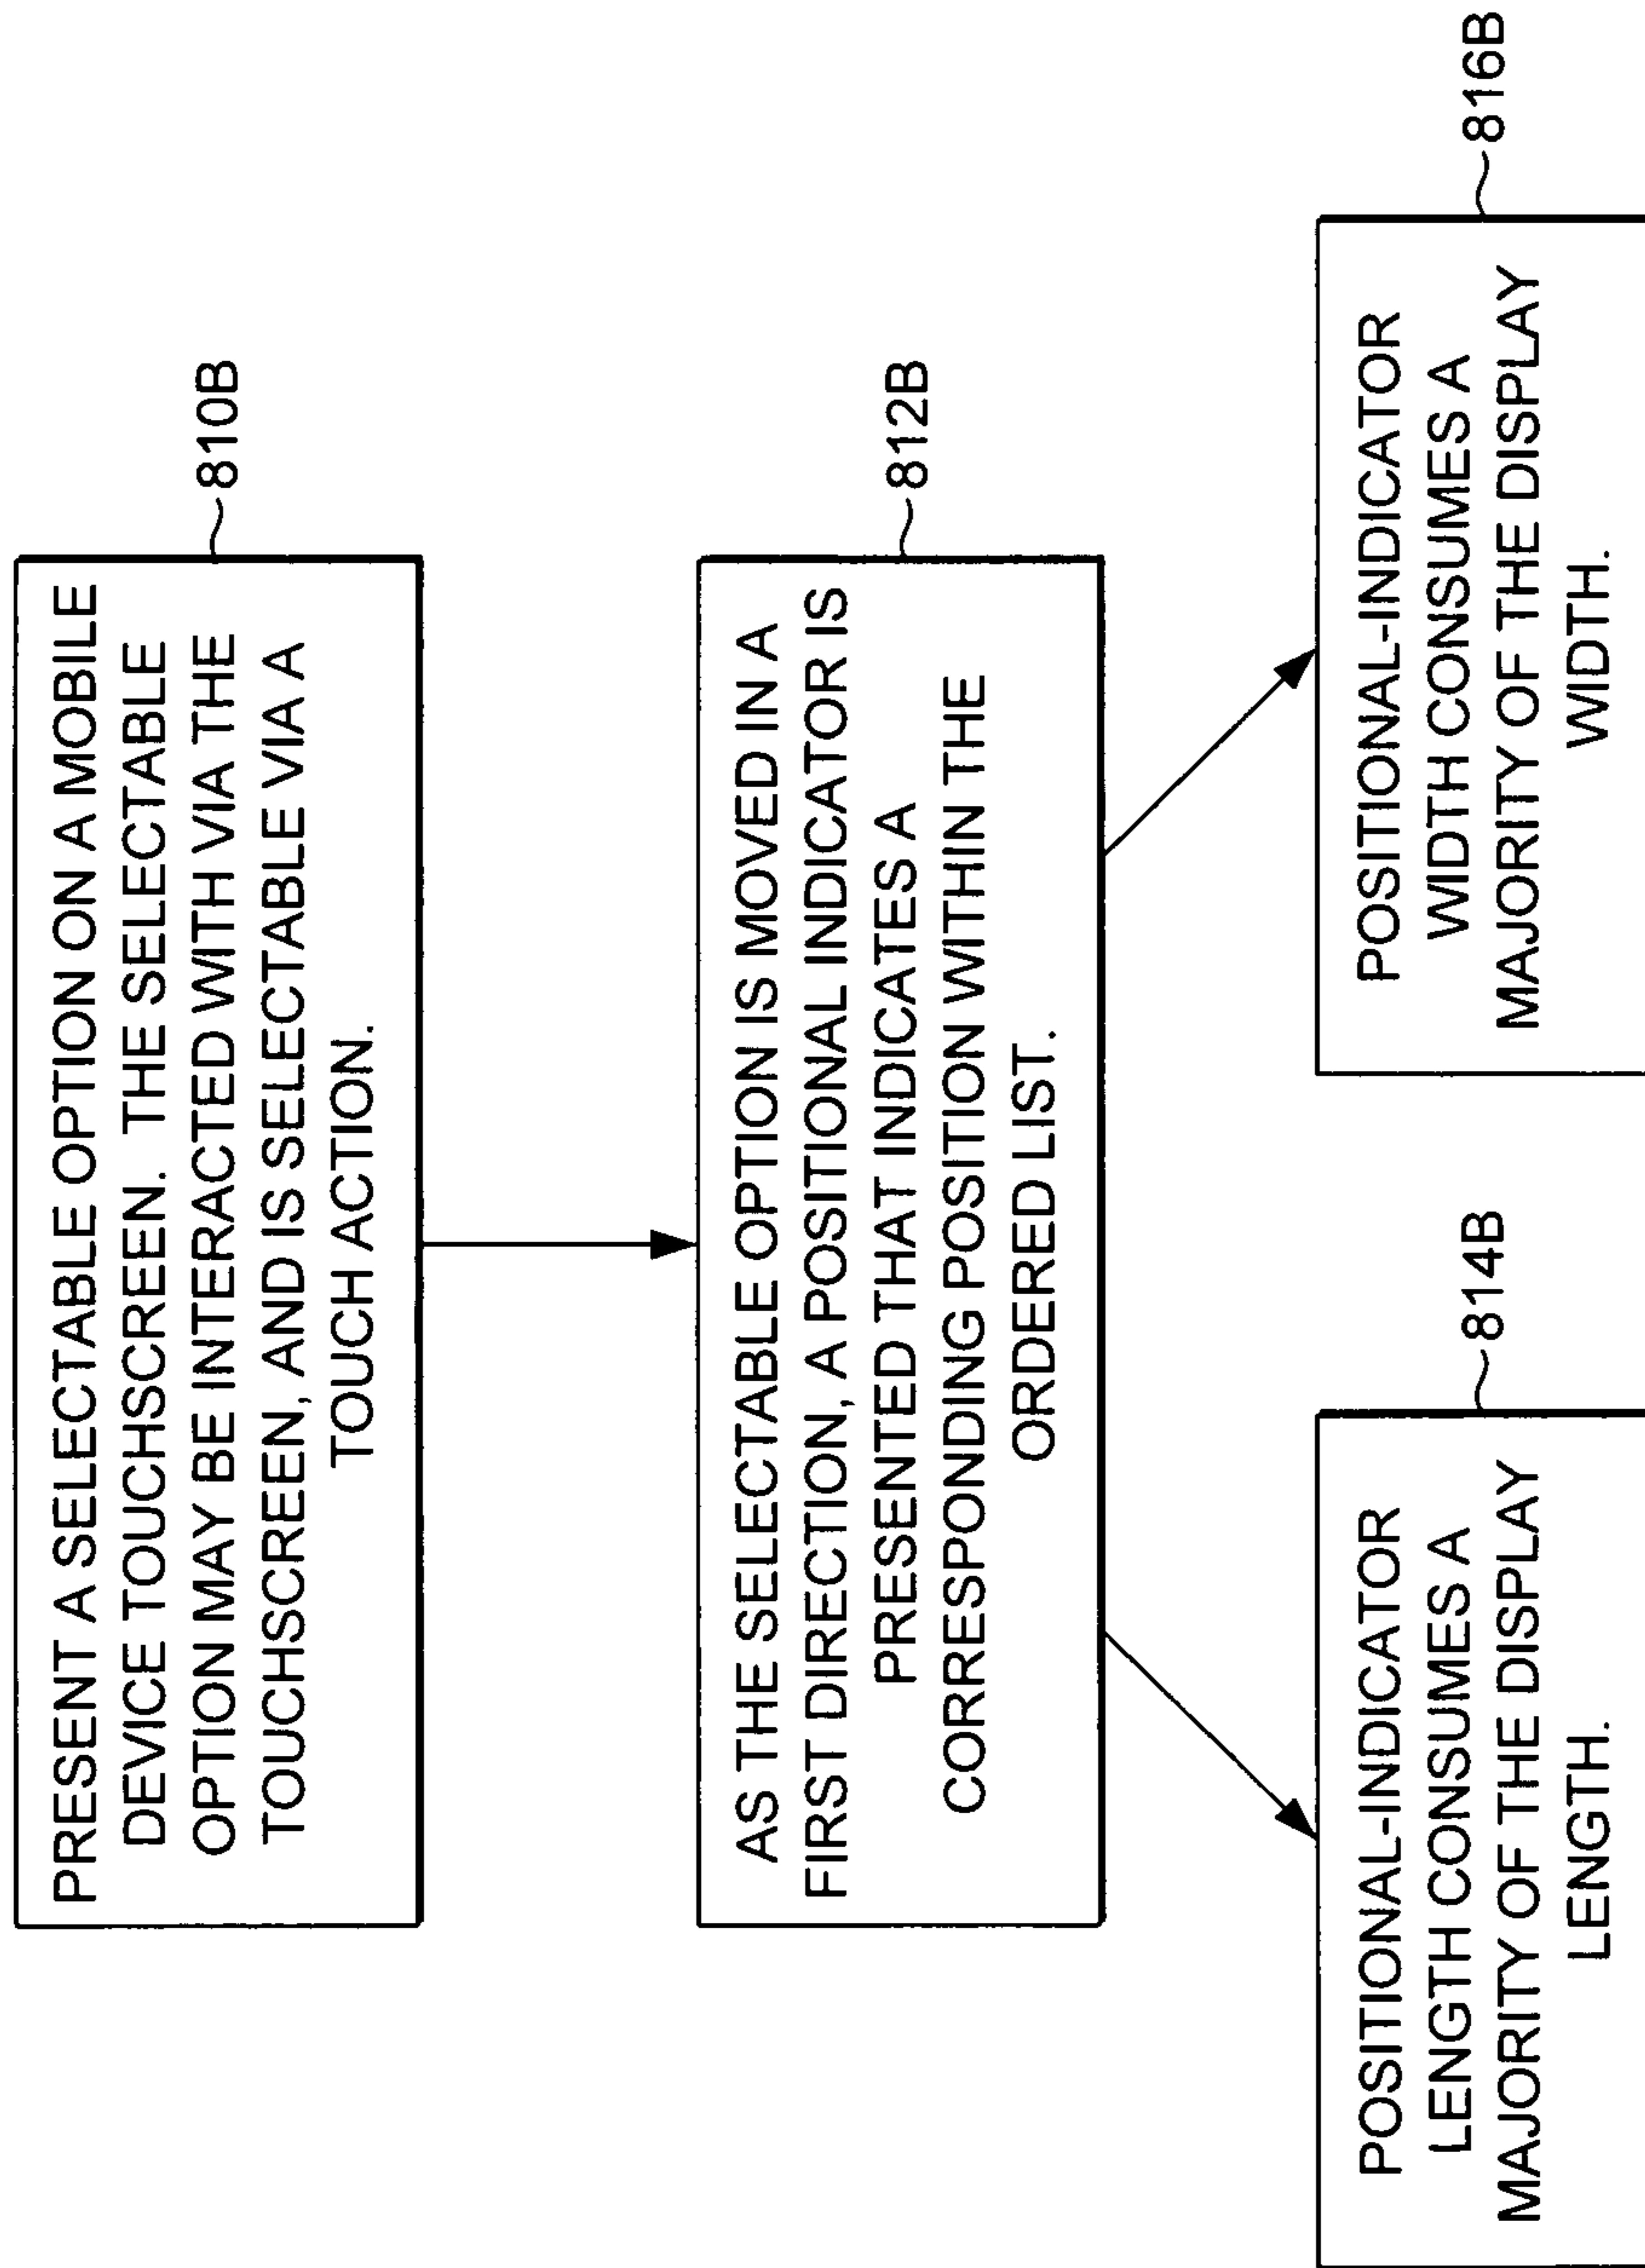 PRESENT A SELECTABLE OPTION ON A MOBILE
DEVICE TOUCHSCREEN. THE SELECTABLE
OPTION MAY BE INTERACTED WITH VIA THE
TOUCHSCREEN, AND IS SELECTABLE VIA A
TOUCH ACTION.
810B
AS THE SELECTABLE OPTION IS MOVED IN A
FIRST DIRECTION, A POSITIONAL INDICATOR IS
PRESENTED THAT INDICATES A
CORRESPONDING POSITION WITHIN THE
ORDERED LIST.
812B
POSITIONAL-INDICATOR
LENGTH CONSUMES A
MAJORITY OF THE DISPLAY
LENGTH.
814B
POSITIONAL-INDICATOR
WIDTH CONSUMES A
MAJORITY OF THE DISPLAY
WIDTH.
816B